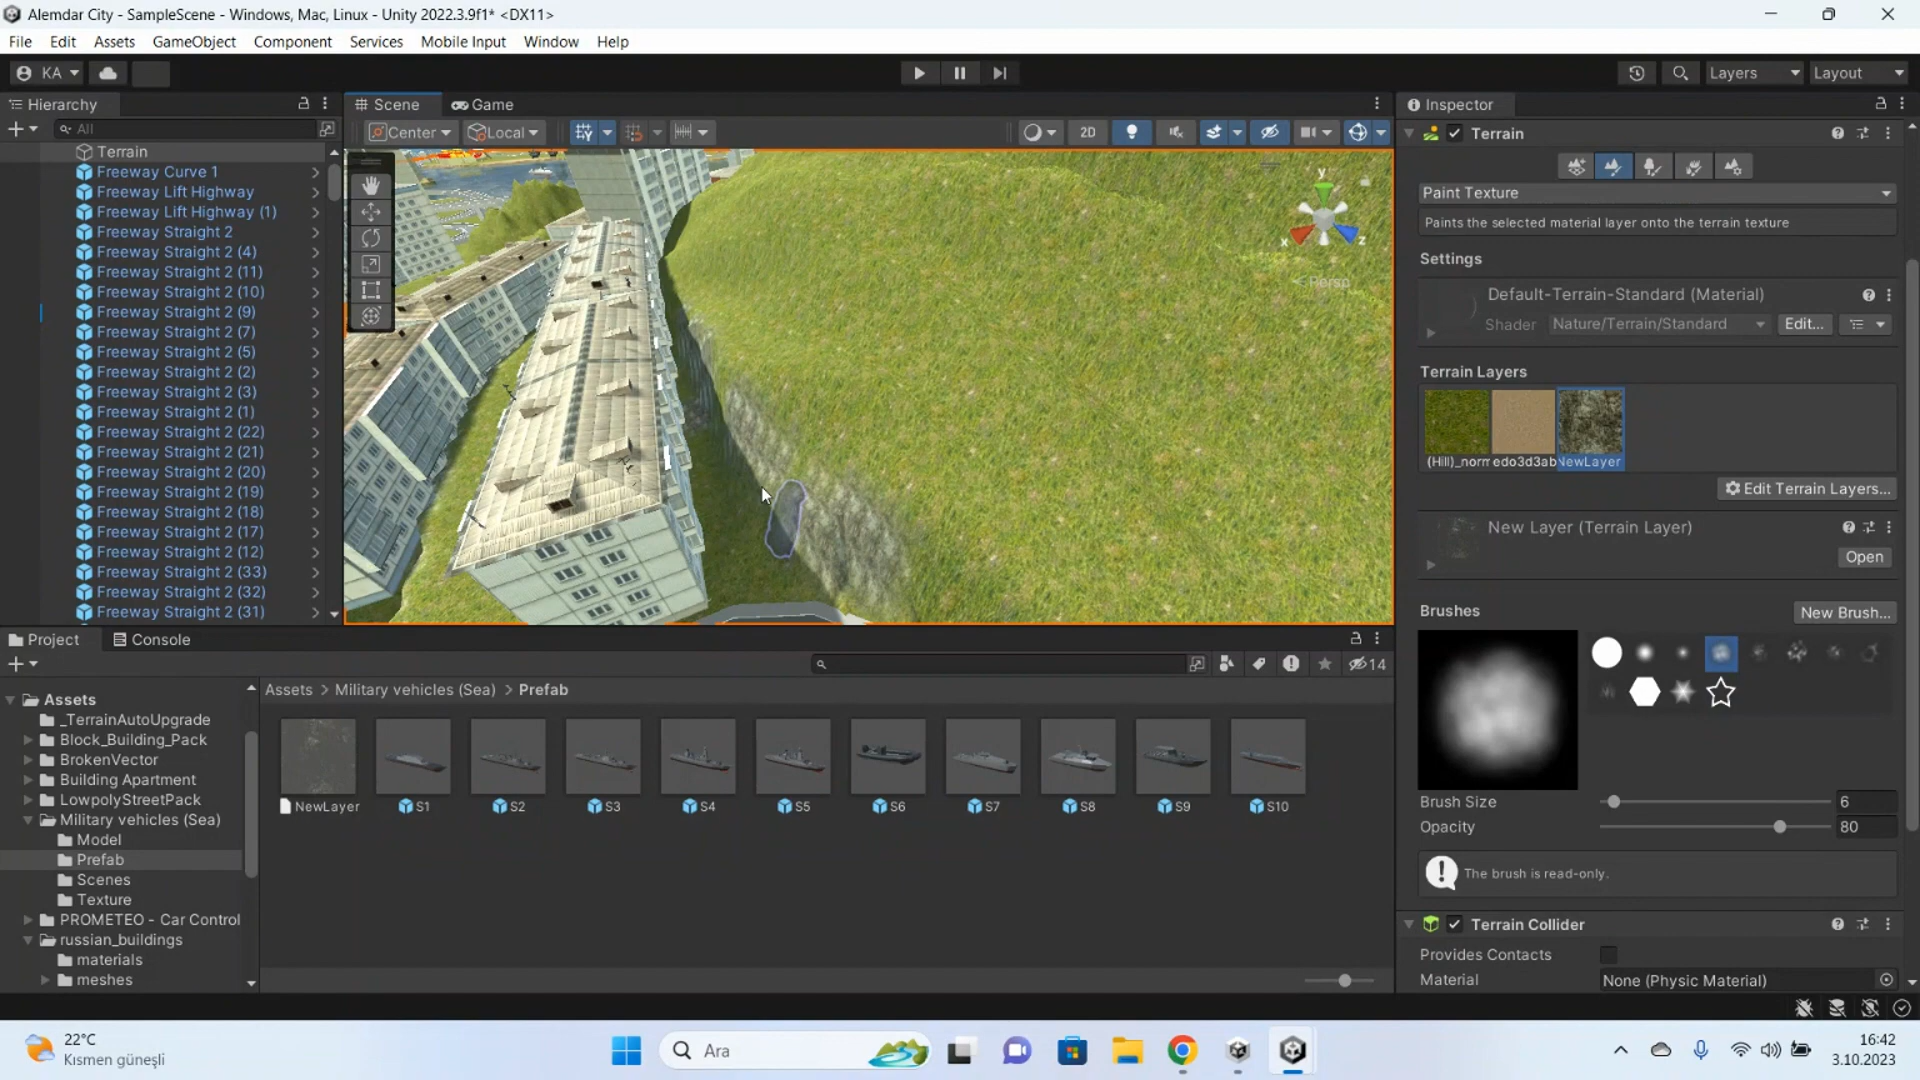 Alemdar City - SampleScene - Windows, Mac, Linux - Unity 2022.3.9f1* <DX11>
File Edit Assets GameObject Component Services Mobile Input Window Help
KA Layers Layout
Hierarchy
All
Terrain
Freeway Curve 1
Freeway Lift Highway
Freeway Lift Highway (1)
Freeway Straight 2
Freeway Straight 2 (4)
Freeway Straight 2 (11)
Freeway Straight 2 (10)
Freeway Straight 2 (9)
Freeway Straight 2 (7)
Freeway Straight 2 (5)
Freeway Straight 2 (2)
Freeway Straight 2 (3)
Freeway Straight 2 (1)
Freeway Straight 2 (22)
Freeway Straight 2 (21)
Freeway Straight 2 (20)
Freeway Straight 2 (19)
Freeway Straight 2 (18)
Freeway Straight 2 (17)
Freeway Straight 2 (12)
Freeway Straight 2 (33)
Freeway Straight 2 (32)
Freeway Straight 2 (31)
Scene Game
Center Local 2D
y
x z
Persp
Inspector
Terrain
Paint Texture
Paints the selected material layer onto the terrain texture
Settings
Default-Terrain-Standard (Material)
Shader Nature/Terrain/Standard Edit...
Terrain Layers
(Hill)_norm edo3d3ab NewLayer
Edit Terrain Layers...
New Layer (Terrain Layer)
Open
Brushes New Brush...
Brush Size 6
Opacity 80
The brush is read-only.
Terrain Collider
Provides Contacts
Material None (Physic Material)
Project Console
14
Assets
_TerrainAutoUpgrade
Block_Building_Pack
BrokenVector
Building Apartment
LowpolyStreetPack
Military vehicles (Sea)
Model
Prefab
Scenes
Texture
PROMETEO - Car Control
russian_buildings
materials
meshes
Assets > Military vehicles (Sea) > Prefab
NewLayer S1 S2 S3 S4 S5 S6 S7 S8 S9 S10
22°C
Kısmen güneşli
Ara
16:42
3.10.2023